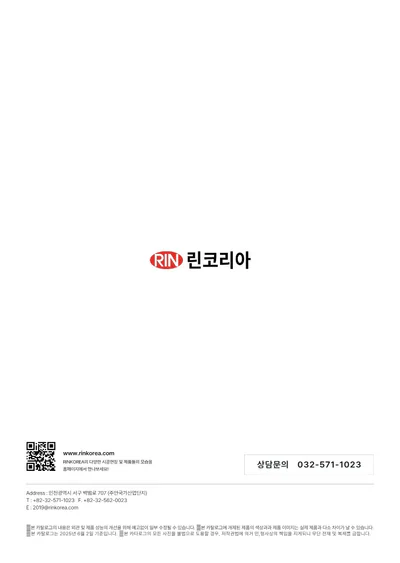 RIN 린코리아
www.rinkorea.com
RINKOREA의 다양한 시공현장 및 제품들의 모습을
홈페이지에서 만나보세요!
상담문의 032-571-1023
Address : 인천광역시 서구 백범로 707 (주안국가산업단지)
T : +82-32-571-1023 F. +82-32-562-0023
E : 2019@rinkorea.com
본 카탈로그의 내용은 외관 및 제품 성능의 개선을 위해 예고없이 일부 수정될 수 있습니다. 본 카탈로그에 게재된 제품의 색상과과 제품 이미지는 실제 제품과 다소 차이가 날 수 있습니다.
본 카탈로그는 2025년 6월 2일 기준입니다. 본 카타로그의 모든 사진을 불법으로 도용할 경우, 저작권법에 의거 민,형사상의 책임을 지게되니 무단 전재 및 복제를 금합니다.